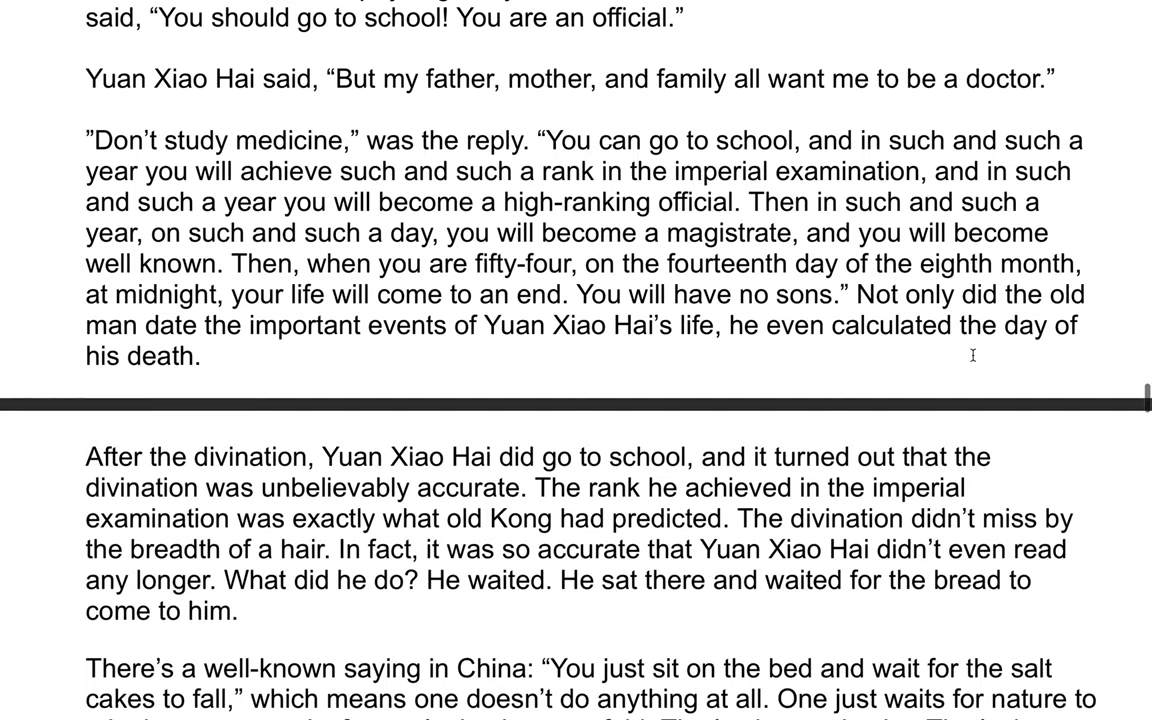 said, “You should go to school! You are an official.”
Yuan Xiao Hai said, “But my father, mother, and family all want me to be a doctor.”
”Don’t study medicine,” was the reply. “You can go to school, and in such and such a
year you will achieve such and such a rank in the imperial examination, and in such
and such a year you will become a high-ranking official. Then in such and such a
year, on such and such a day, you will become a magistrate, and you will become
well known. Then, when you are fifty-four, on the fourteenth day of the eighth month,
at midnight, your life will come to an end. You will have no sons.” Not only did the old
man date the important events of Yuan Xiao Hai’s life, he even calculated the day of
his death.
After the divination, Yuan Xiao Hai did go to school, and it turned out that the
divination was unbelievably accurate. The rank he achieved in the imperial
examination was exactly what old Kong had predicted. The divination didn’t miss by
the breadth of a hair. In fact, it was so accurate that Yuan Xiao Hai didn’t even read
any longer. What did he do? He waited. He sat there and waited for the bread to
come to him.
There’s a well-known saying in China: “You just sit on the bed and wait for the salt
cakes to fall,” which means one doesn’t do anything at all. One just waits for nature to